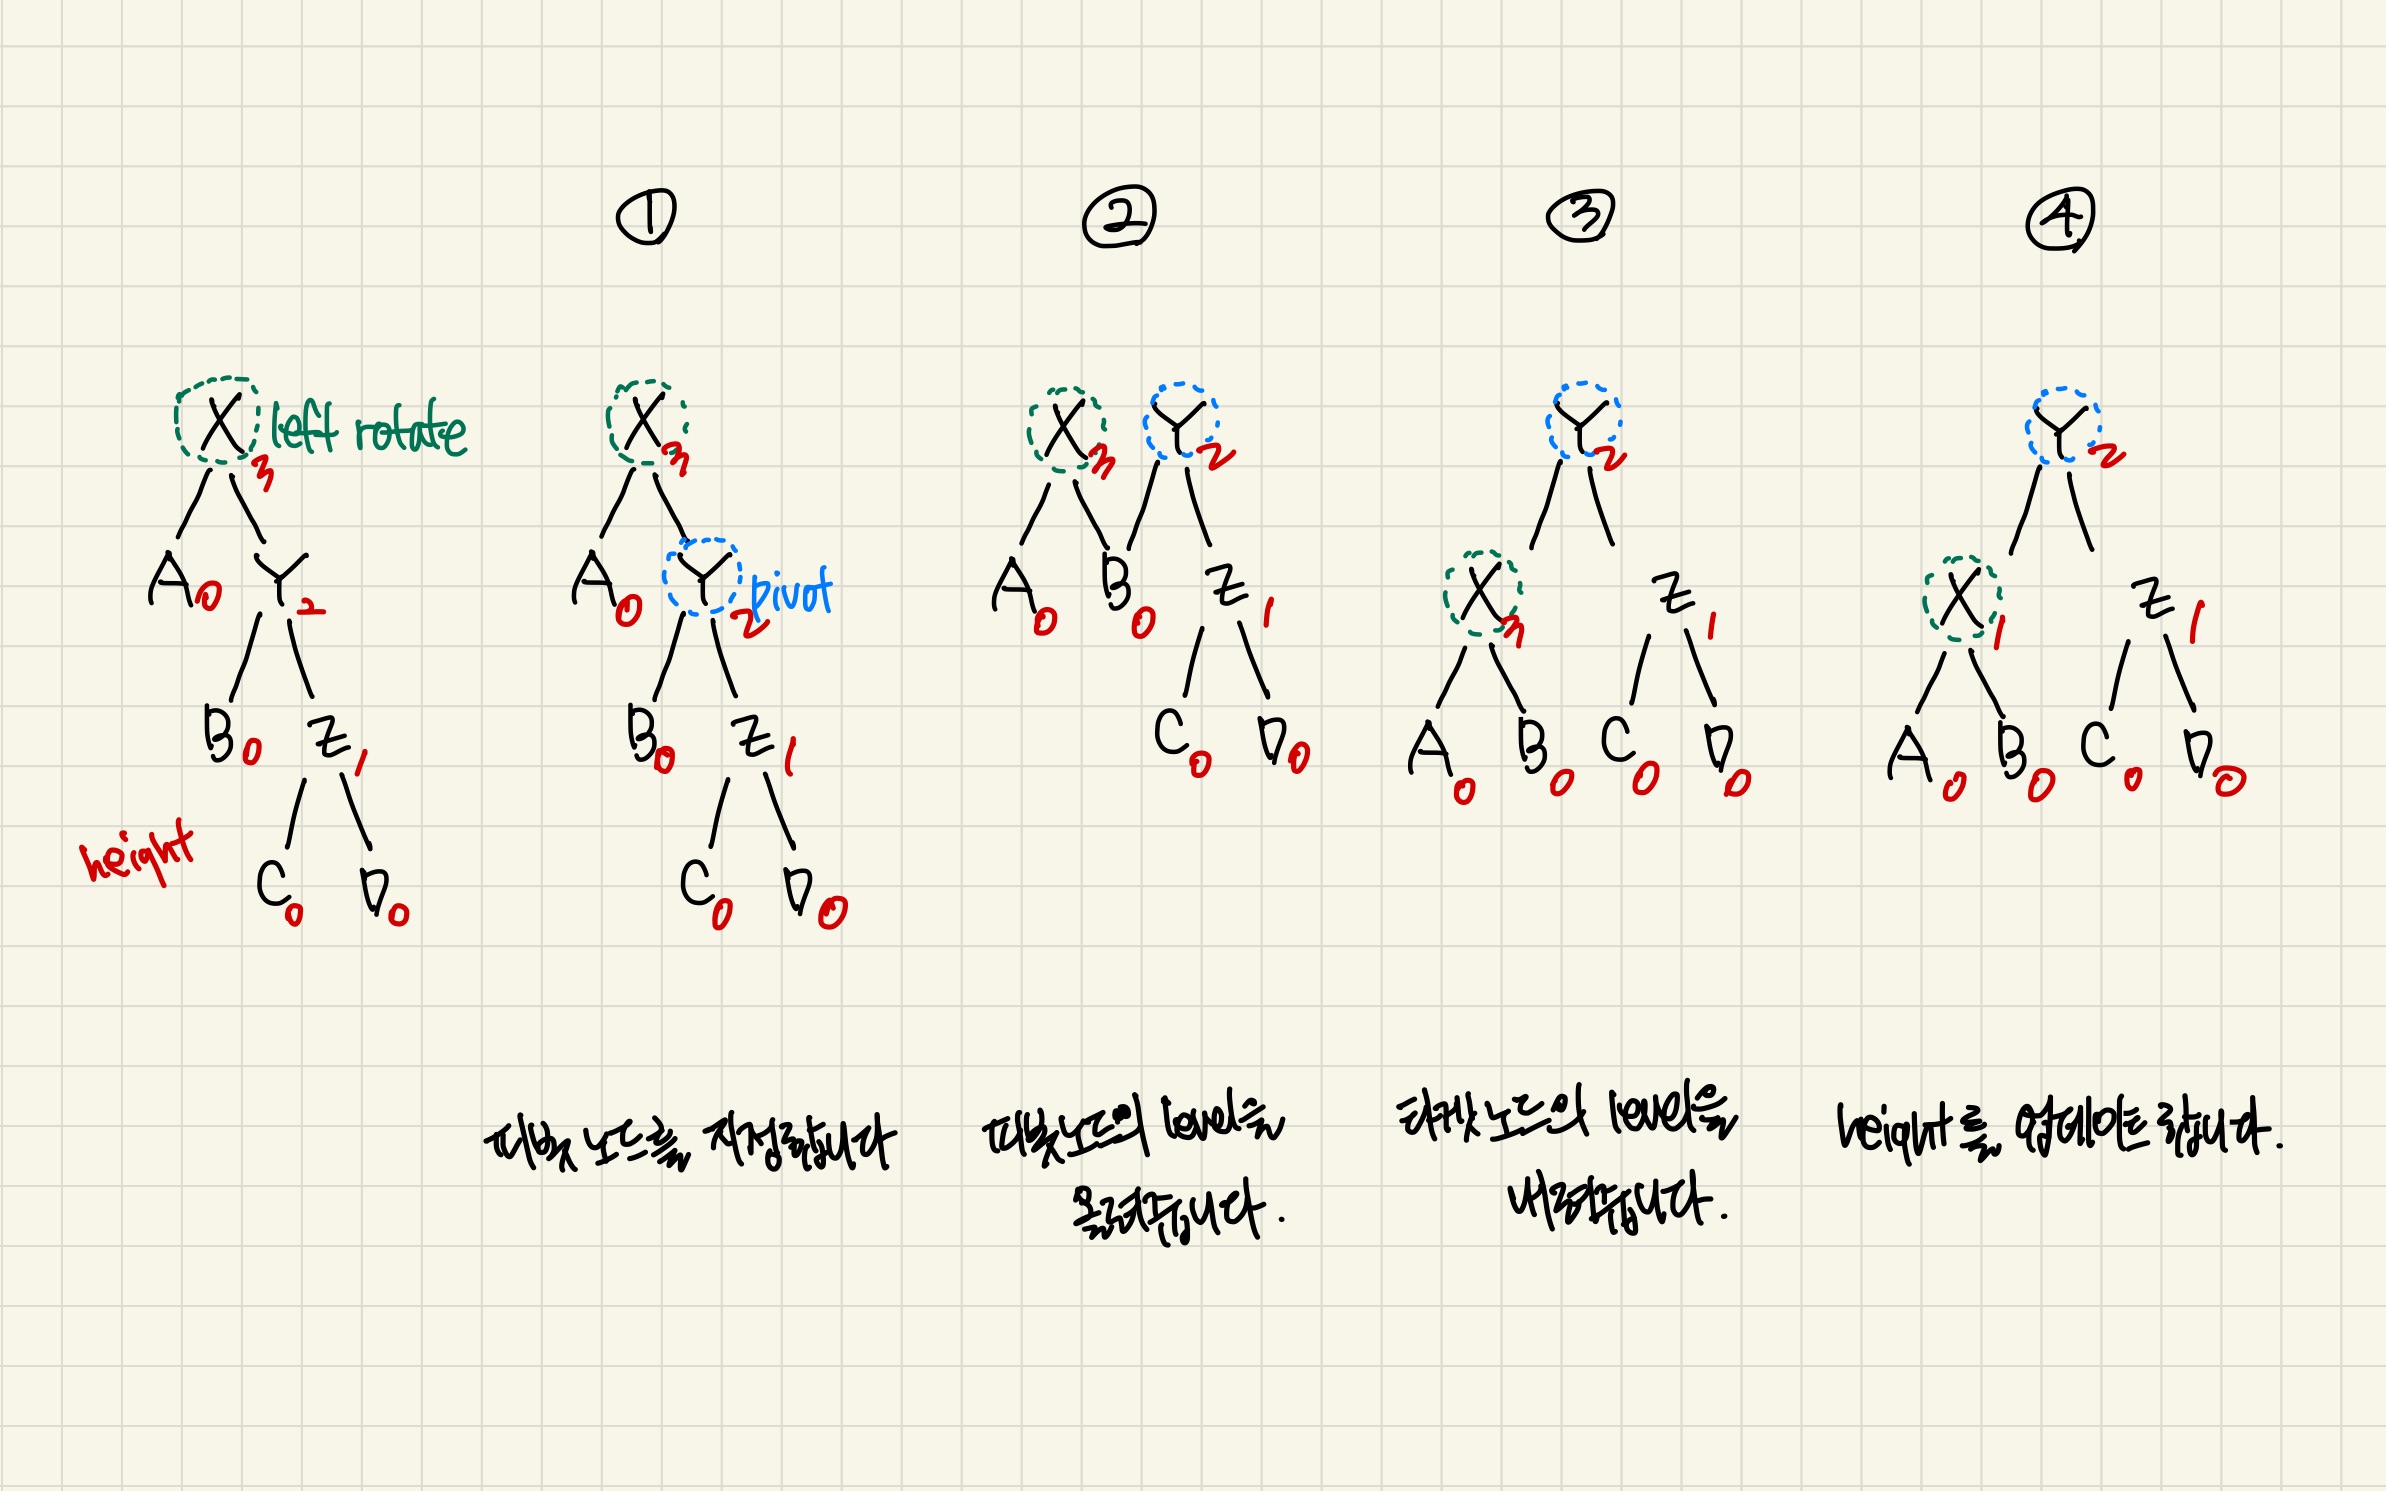 ① ② ③ ④
X 3 left rotate X 3 X 3 Y 2 Y 2 Y 2
A 0 Y 2 A 0 Y 2 pivot A 0 B 0 Z 1 X 3 Z 1 X 1 Z 1
B 0 Z 1 B 0 Z 1 C 0 D 0 A 0 B 0 C 0 D 0 A 0 B 0 C 0 D 0
height C 0 D 0 C 0 D 0
피벗 노드를 지정합니다
피벗노드의 level을
올려줍니다.
타겟노드의 level을
내려줍니다.
height를 업데이트합니다.